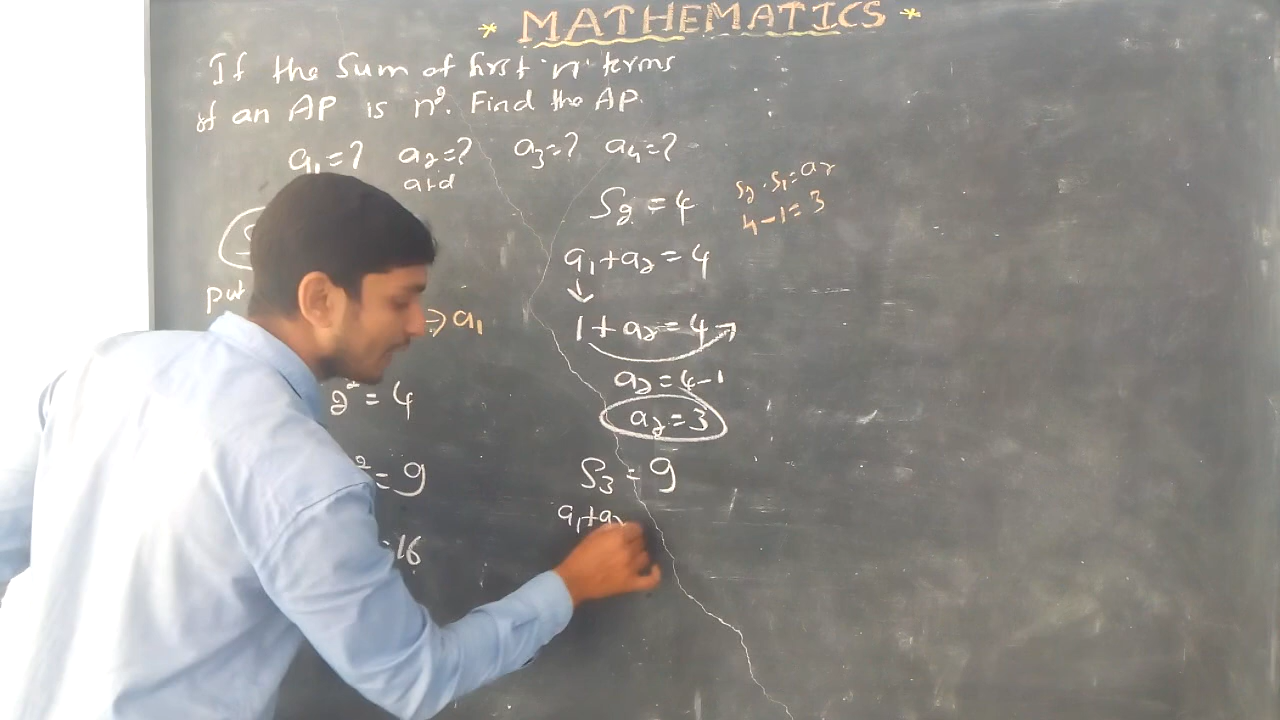 * MATHEMATICS *
If the Sum of first 'n' terms
of an AP is n². Find the AP.
a₁=? a₂=? a₃=? a₄=?
a+d
put
→ a₁
2² = 4
² = 9
=16
S₂ = 4
a₁+a₂ = 4
↓
1+a₂ = 4
a₂ = 4-1
a₂ = 3
S₃ = 9
a₁+a₂
S₂-S₁=a₂
4-1=3